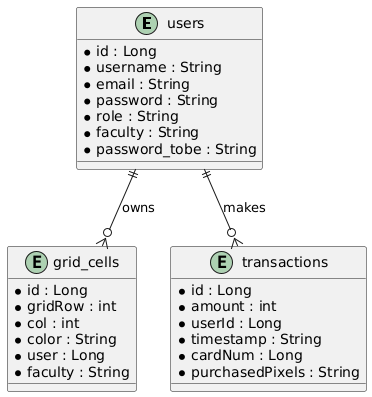 E users
id : Long
username : String
email : String
password : String
role : String
faculty : String
password_tobe : String
owns
makes
E grid_cells
id : Long
gridRow : int
col : int
color : String
user : Long
faculty : String
E transactions
id : Long
amount : int
userId : Long
timestamp : String
cardNum : Long
purchasedPixels : String